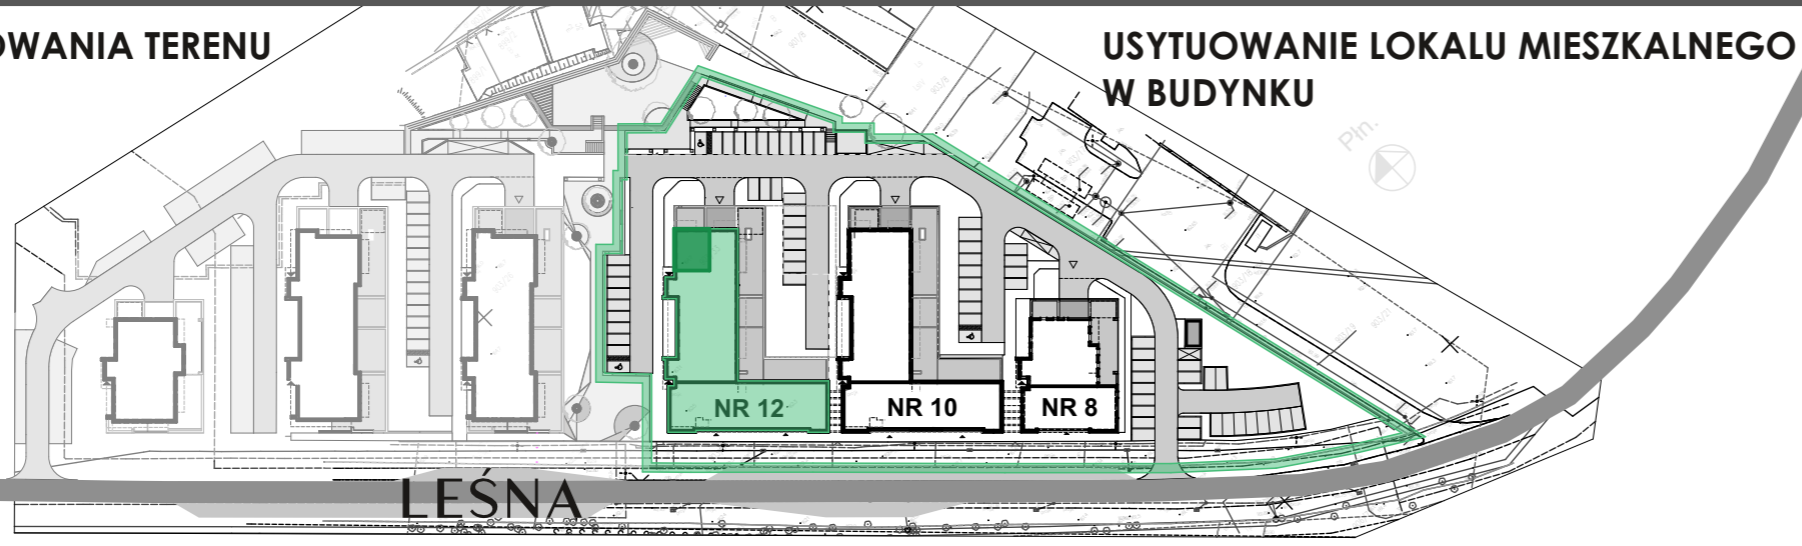 OWANIA TERENU
USYTUOWANIE LOKALU MIESZKALNEGO
W BUDYNKU
Płn.
NR 12
NR 10
NR 8
LEŚNA